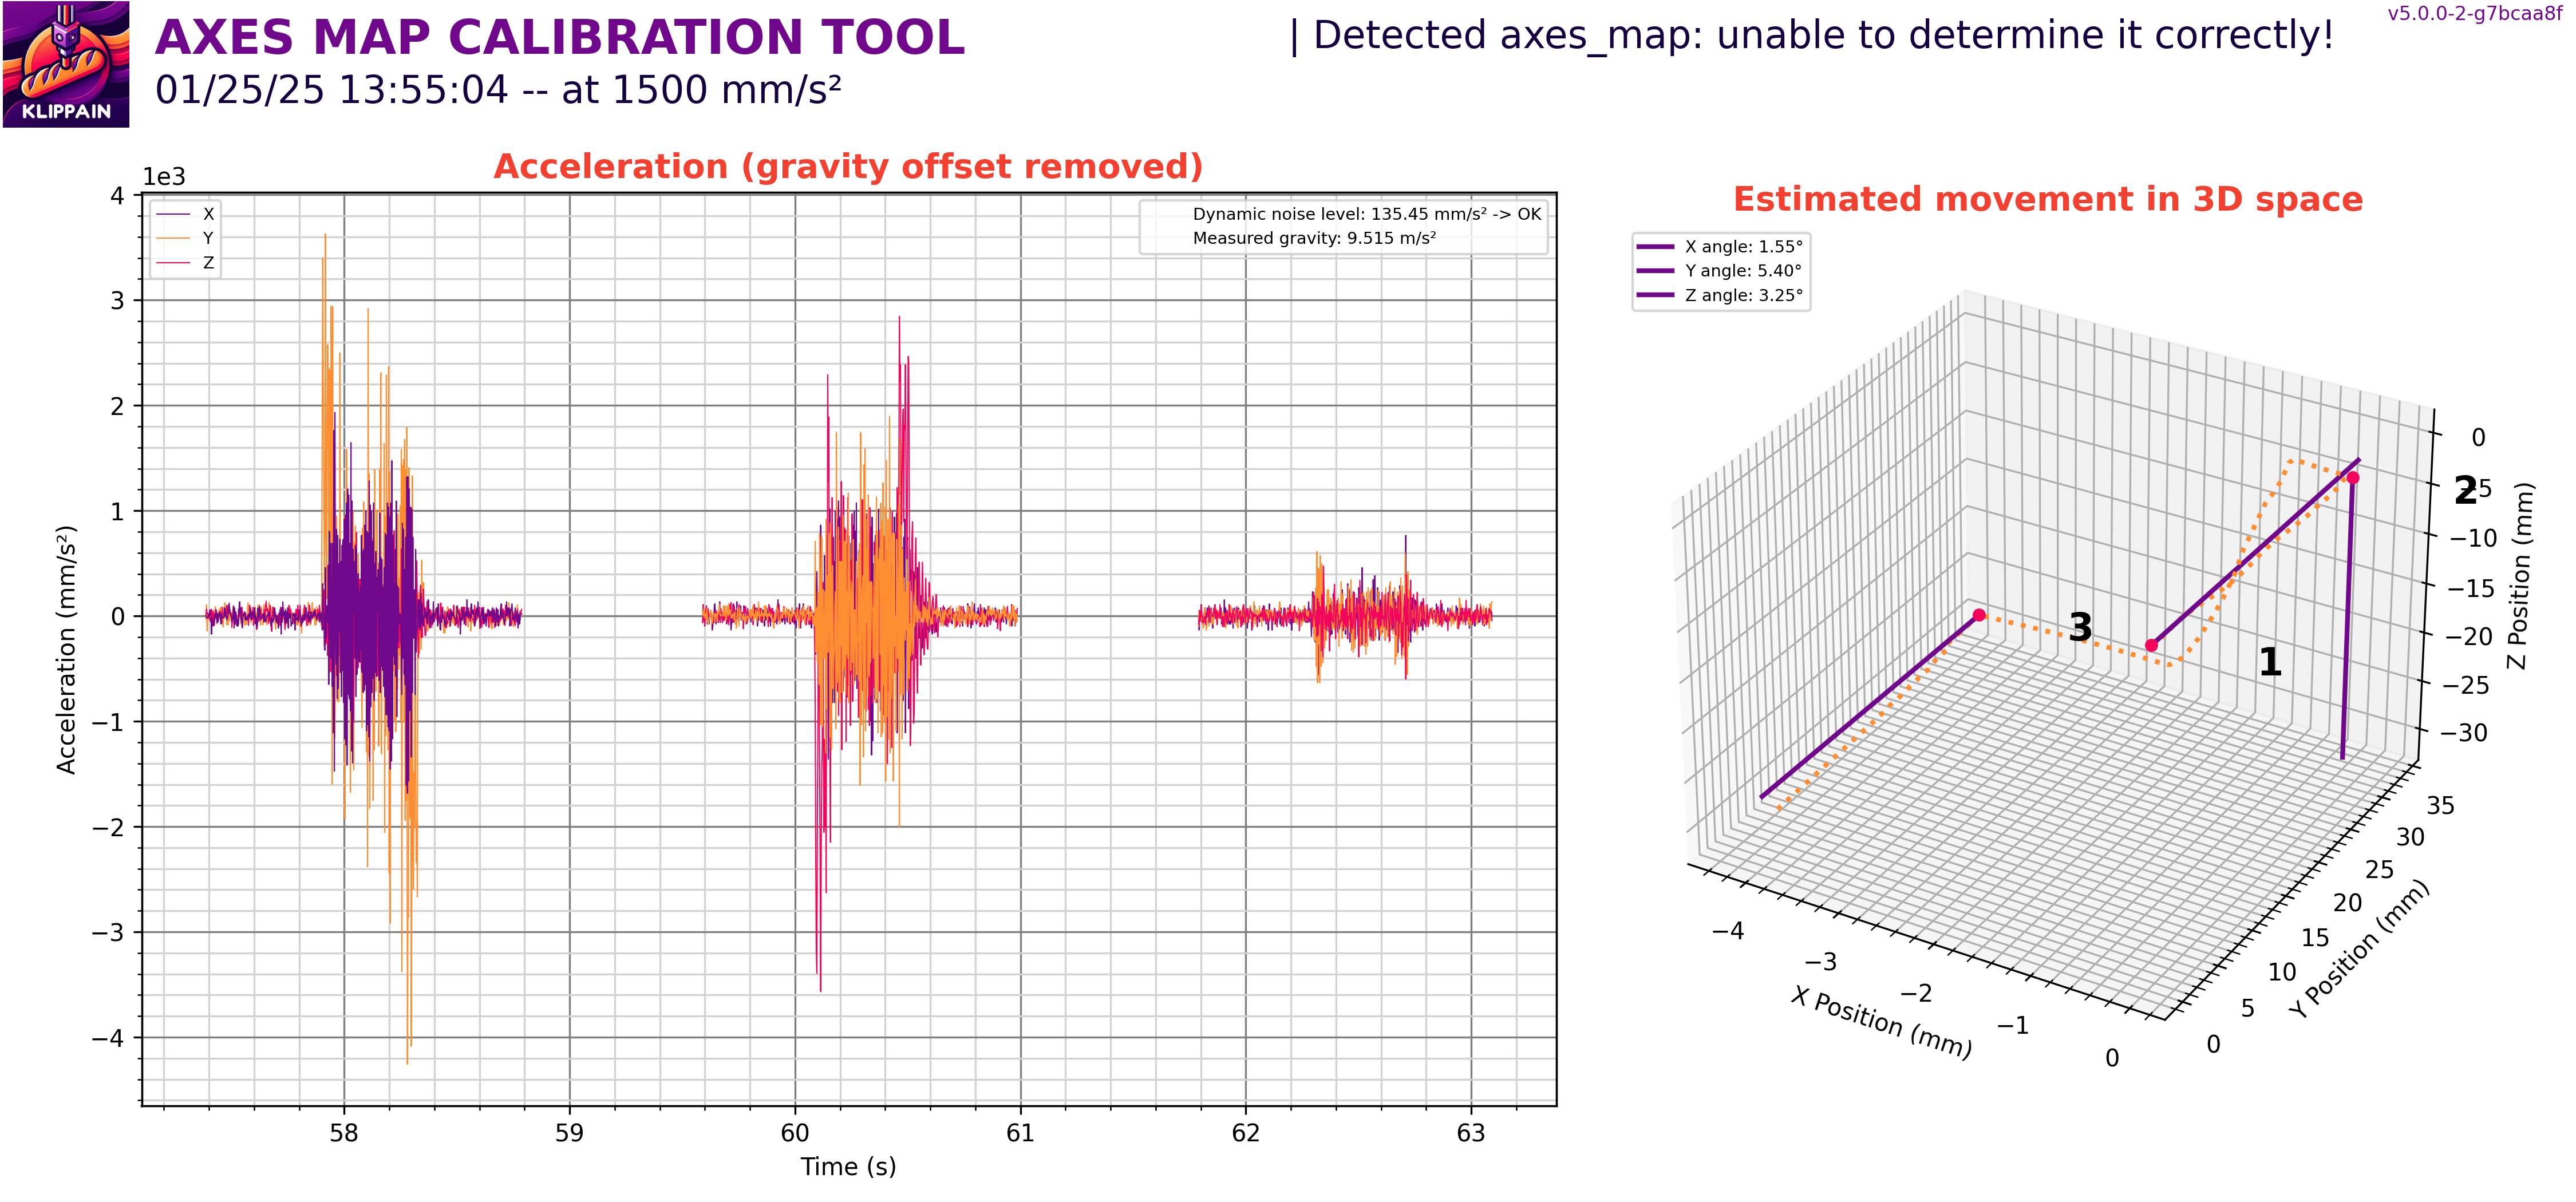 KLIPPAIN
AXES MAP CALIBRATION TOOL
01/25/25 13:55:04 -- at 1500 mm/s²
| Detected axes_map: unable to determine it correctly!
v5.0.0-2-g7bcaa8f
Acceleration (gravity offset removed)
1e3
X
Y
Z
Dynamic noise level: 135.45 mm/s² -> OK
Measured gravity: 9.515 m/s²
4
3
2
1
0
−1
−2
−3
−4
Acceleration (mm/s²)
58
59
60
61
62
63
Time (s)
Estimated movement in 3D space
X angle: 1.55°
Y angle: 5.40°
Z angle: 3.25°
2
3
1
0
−5
−10
−15
−20
−25
−30
Z Position (mm)
35
30
25
20
15
10
5
0
Y Position (mm)
−4
−3
−2
−1
0
X Position (mm)